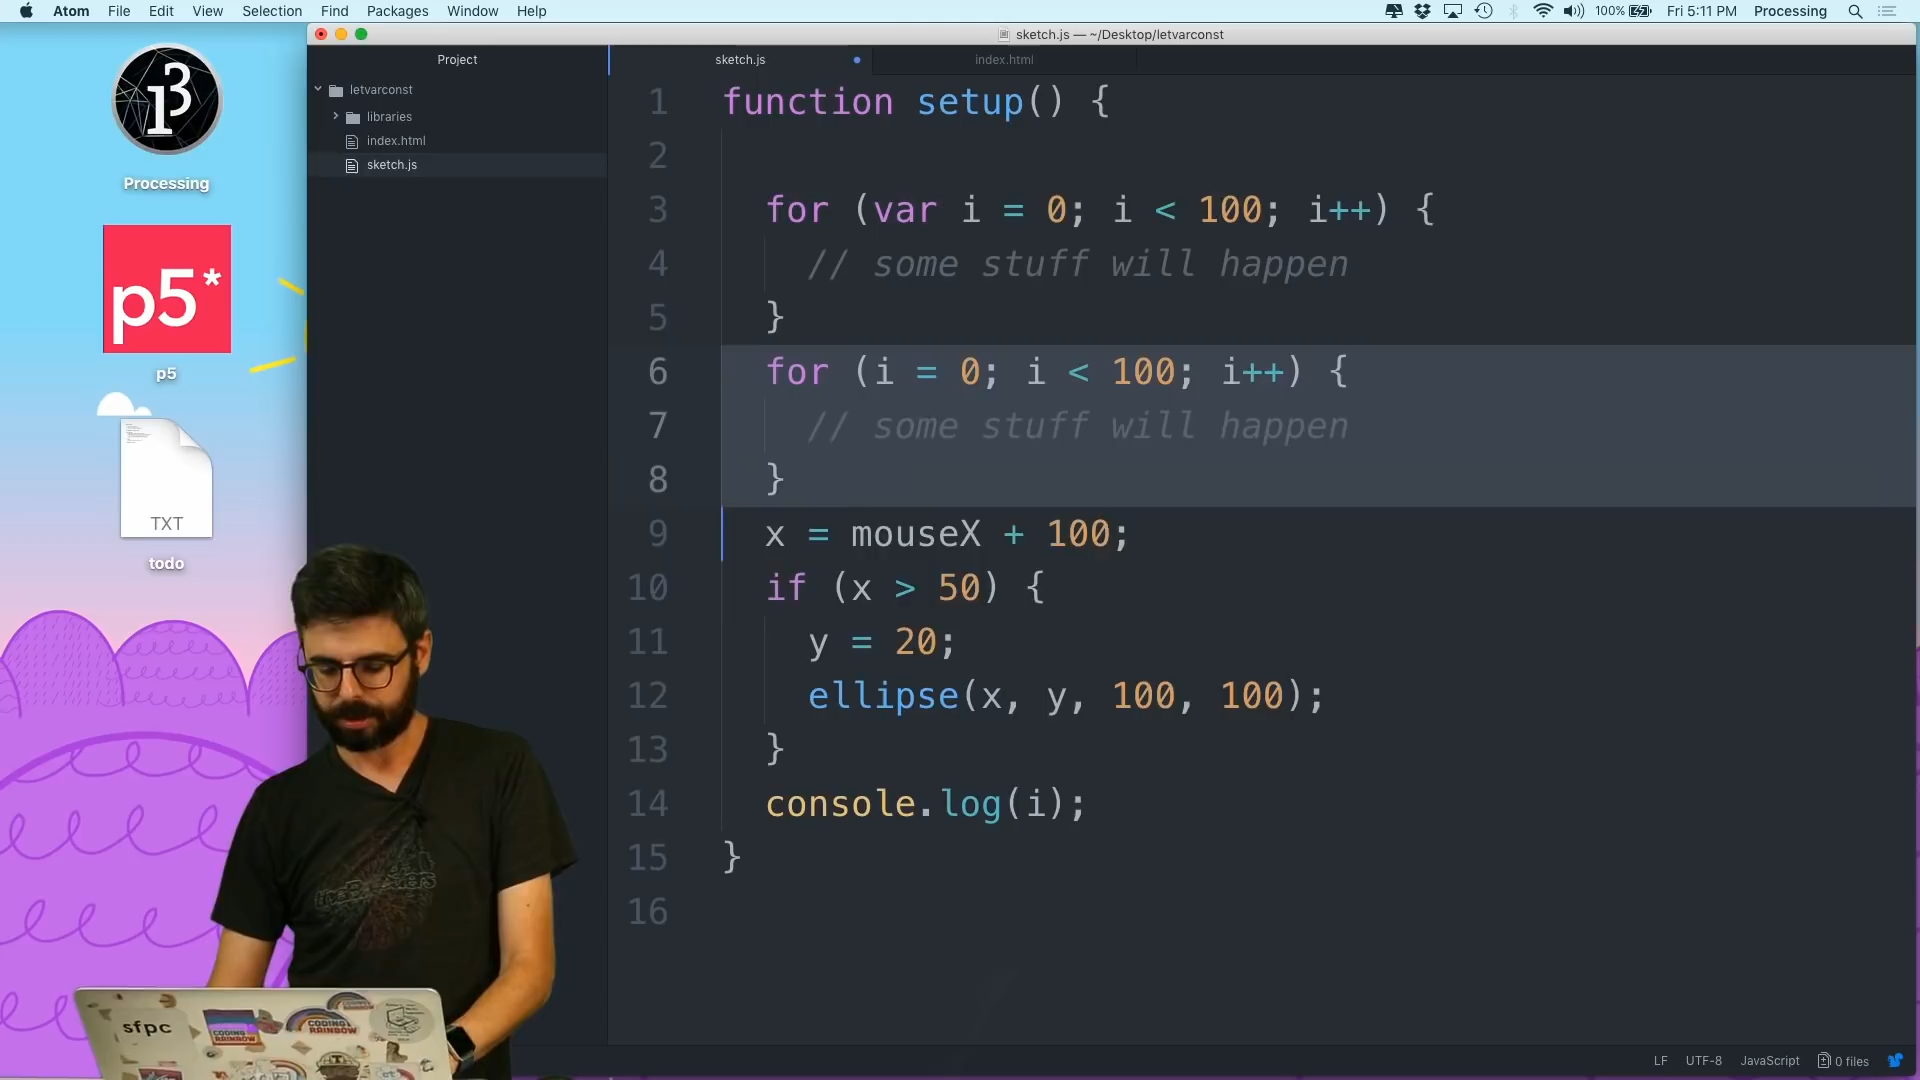 Atom File Edit View Selection Find Packages Window Help 100% Fri 5:11 PM Processing
sketch.js — ~/Desktop/letvarconst
Project
sketch.js
index.html
letvarconst
libraries
index.html
sketch.js
Processing
p5*
p5
TXT
todo
1 function setup() {
2
3 for (var i = 0; i < 100; i++) {
4 // some stuff will happen
5 }
6 for (i = 0; i < 100; i++) {
7 // some stuff will happen
8 }
9 x = mouseX + 100;
10 if (x > 50) {
11 y = 20;
12 ellipse(x, y, 100, 100);
13 }
14 console.log(i);
15 }
16
sfpc
CODING
RAINBOW
CODING
RAINBOW
LF UTF-8 JavaScript 0 files